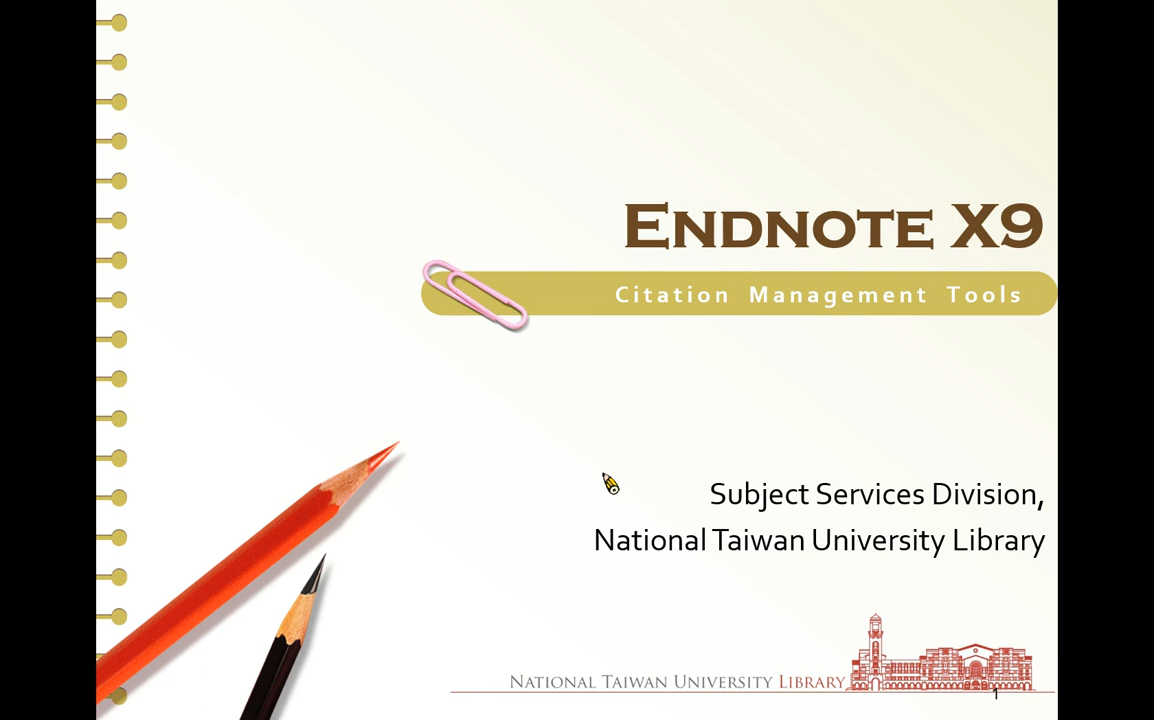 ENDNOTE X9
Citation Management Tools
Subject Services Division,
National Taiwan University Library
NATIONAL TAIWAN UNIVERSITY LIBRARY
1